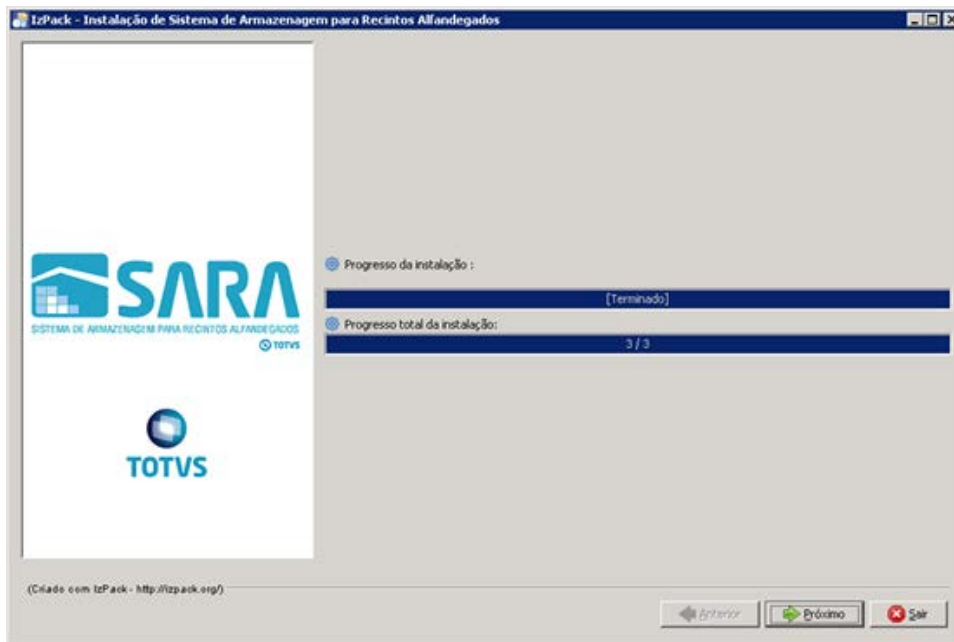 IzPack - Instalação de Sistema de Armazenagem para Recintos Alfandegados
SARA
SISTEMA DE ARMAZENAGEM PARA RECINTOS ALFANDEGADOS
TOTVS
TOTVS
Progresso da instalação :
[Terminado]
Progresso total da instalação:
3 / 3
(Criado com IzPack - http://izpack.org/)
Anterior
Próximo
Sair